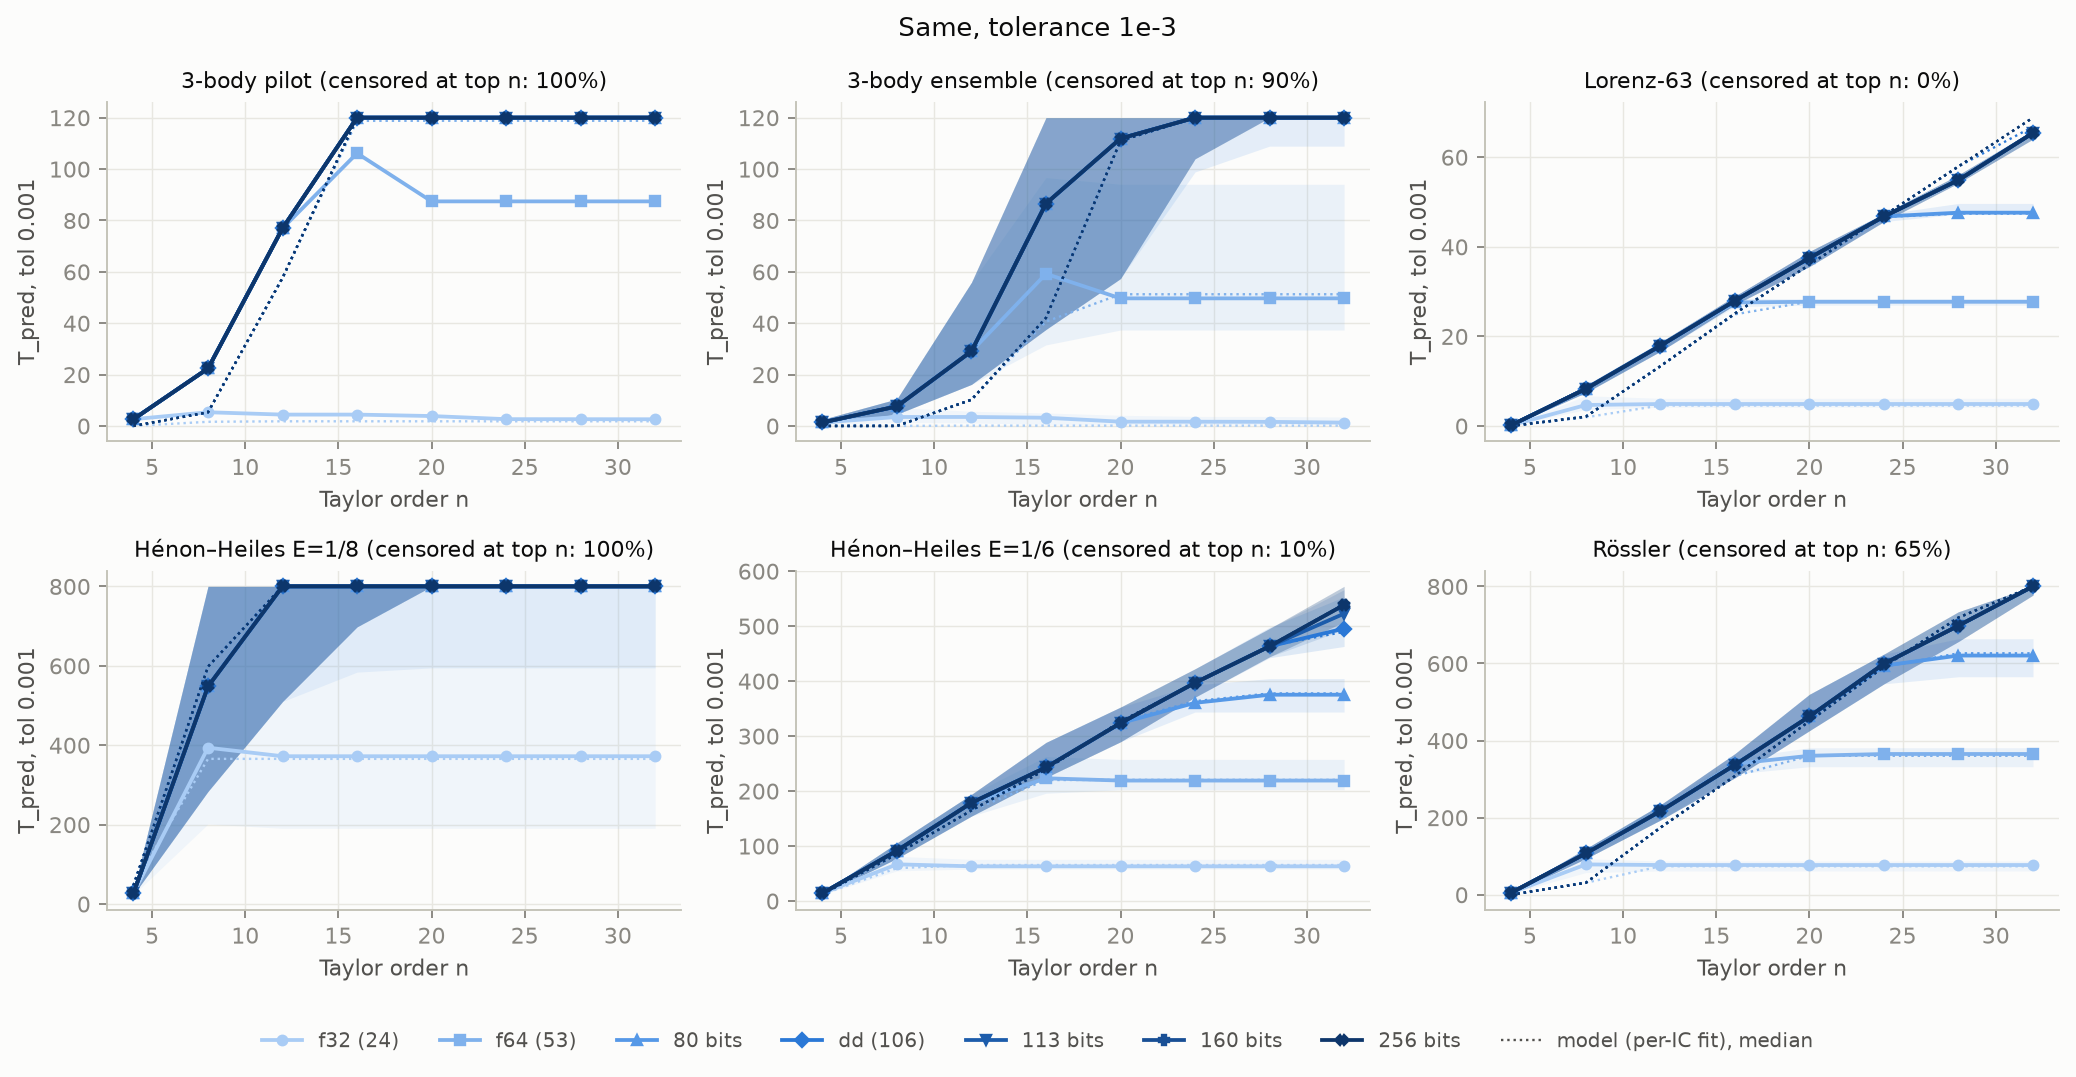 Same, tolerance 1e-3
3-body pilot (censored at top n: 100%)
T_pred, tol 0.001
120
100
80
60
40
20
0
5 10 15 20 25 30
Taylor order n
3-body ensemble (censored at top n: 90%)
T_pred, tol 0.001
120
100
80
60
40
20
0
5 10 15 20 25 30
Taylor order n
Lorenz-63 (censored at top n: 0%)
T_pred, tol 0.001
60
40
20
0
5 10 15 20 25 30
Taylor order n
Hénon–Heiles E=1/8 (censored at top n: 100%)
T_pred, tol 0.001
800
600
400
200
0
5 10 15 20 25 30
Taylor order n
Hénon–Heiles E=1/6 (censored at top n: 10%)
T_pred, tol 0.001
600
500
400
300
200
100
0
5 10 15 20 25 30
Taylor order n
Rössler (censored at top n: 65%)
T_pred, tol 0.001
800
600
400
200
0
5 10 15 20 25 30
Taylor order n
f32 (24) f64 (53) 80 bits dd (106) 113 bits 160 bits 256 bits model (per-IC fit), median